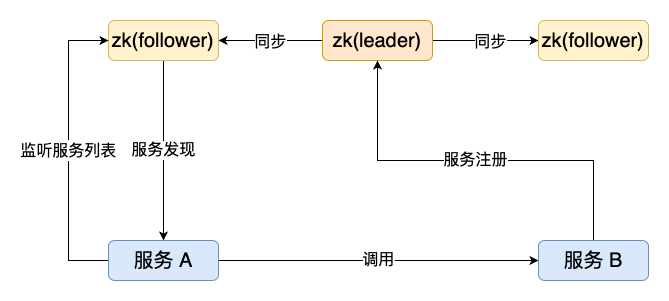 zk(follower)
同步
zk(leader)
同步
zk(follower)
监听服务列表
服务发现
服务注册
服务 A
调用
服务 B